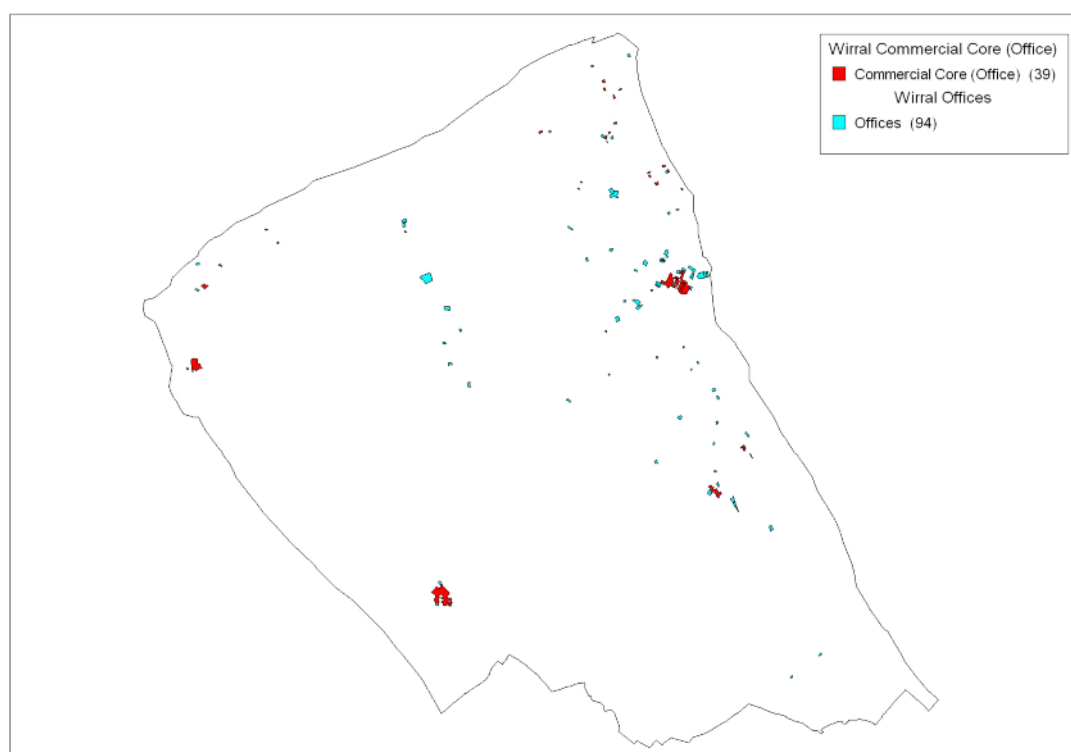 Wirral Commercial Core (Office)
Commercial Core (Office) (39)
Wirral Offices
Offices (94)